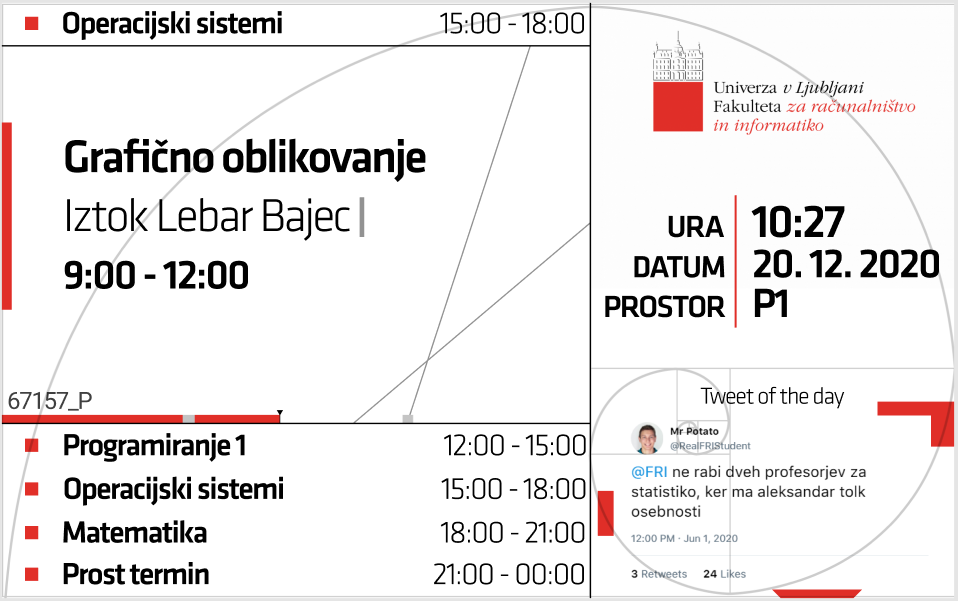 Operacijski sistemi 15:00 - 18:00
Grafično oblikovanje
Iztok Lebar Bajec
9:00 - 12:00
67157_P
Programiranje 1 12:00 - 15:00
Operacijski sistemi 15:00 - 18:00
Matematika 18:00 - 21:00
Prost termin 21:00 - 00:00
Univerza v Ljubljani
Fakulteta za računalništvo
in informatiko
URA 10:27
DATUM 20. 12. 2020
PROSTOR P1
Tweet of the day
Mr Potato
@RealFRIStudent
@FRI ne rabi dveh profesorjev za
statistiko, ker ma aleksandar tolk
osebnosti
12:00 PM · Jun 1, 2020
3 Retweets 24 Likes